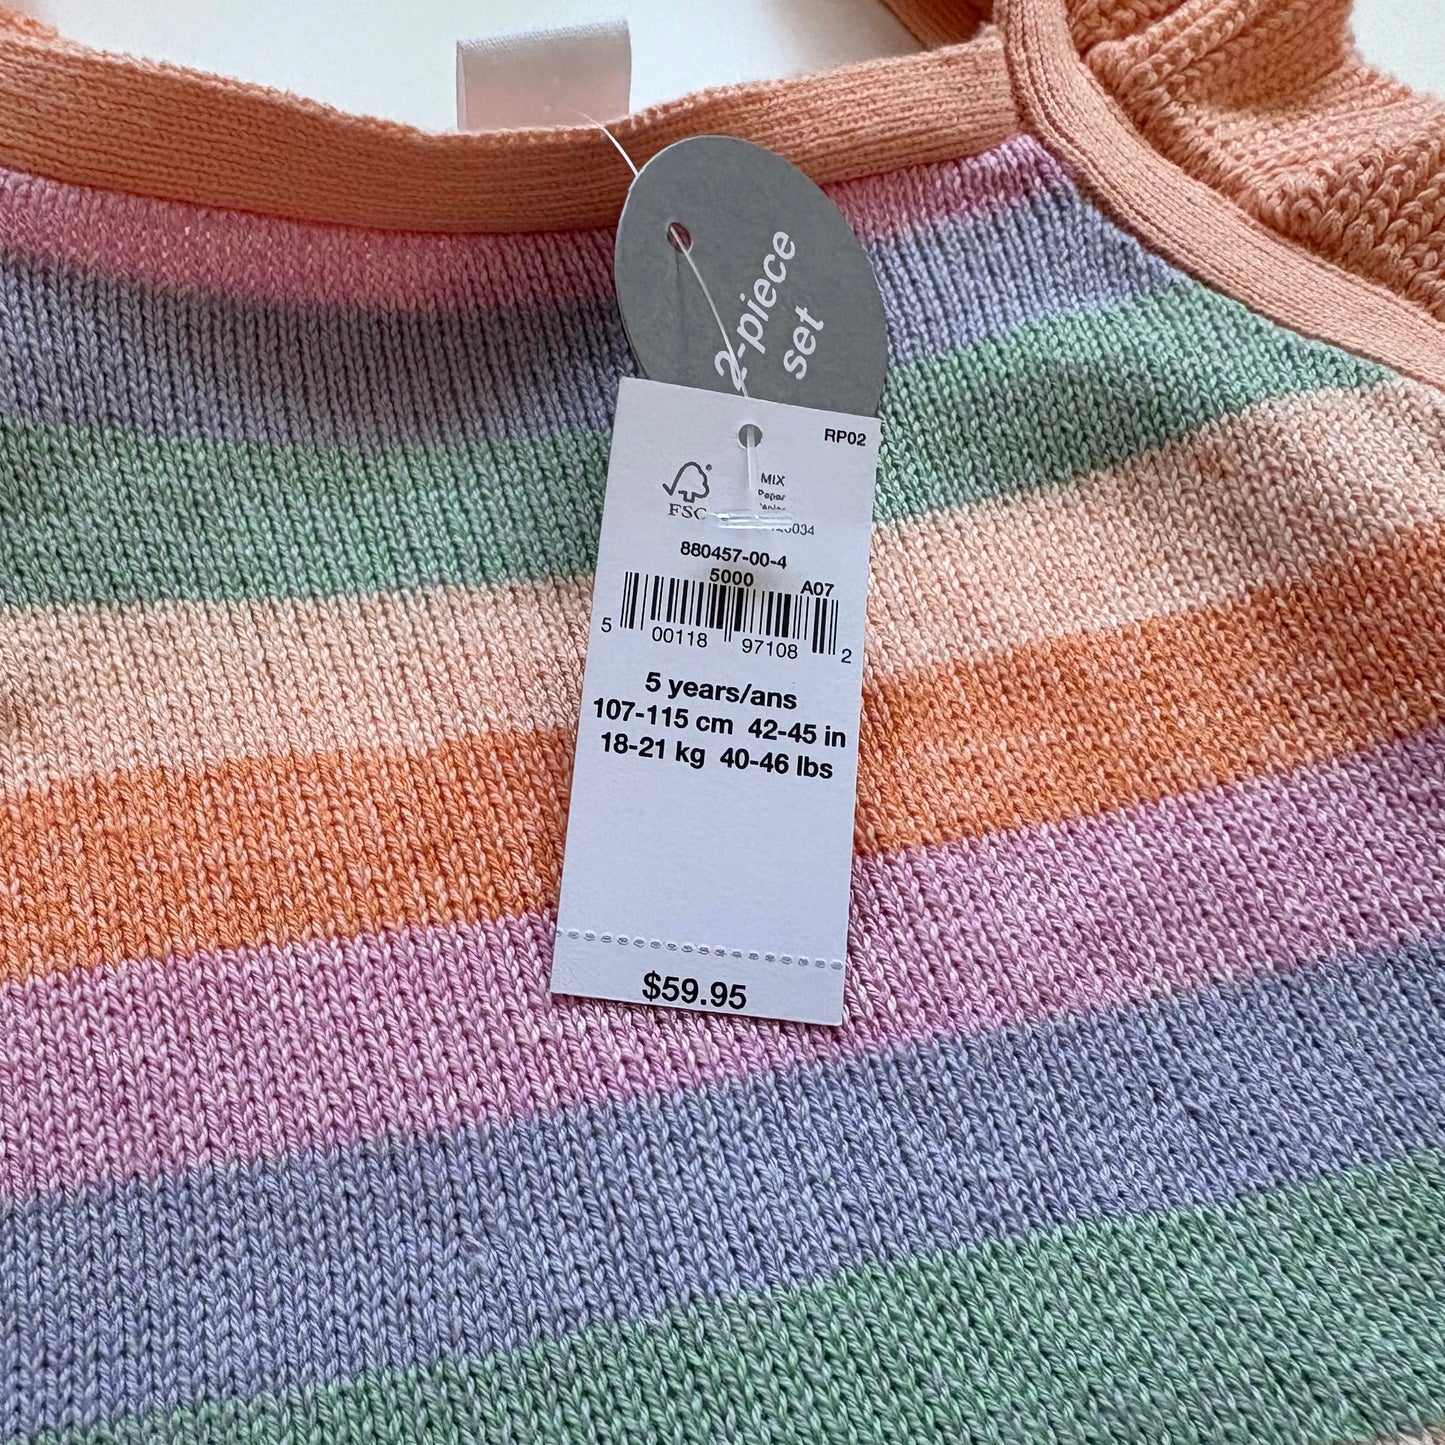 2-piece
set
RP02
FSC
MIX
Paper
880457-00-4
5000 A07
5 00118 97108 2
5 years/ans
107-115 cm 42-45 in
18-21 kg 40-46 lbs
$59.95